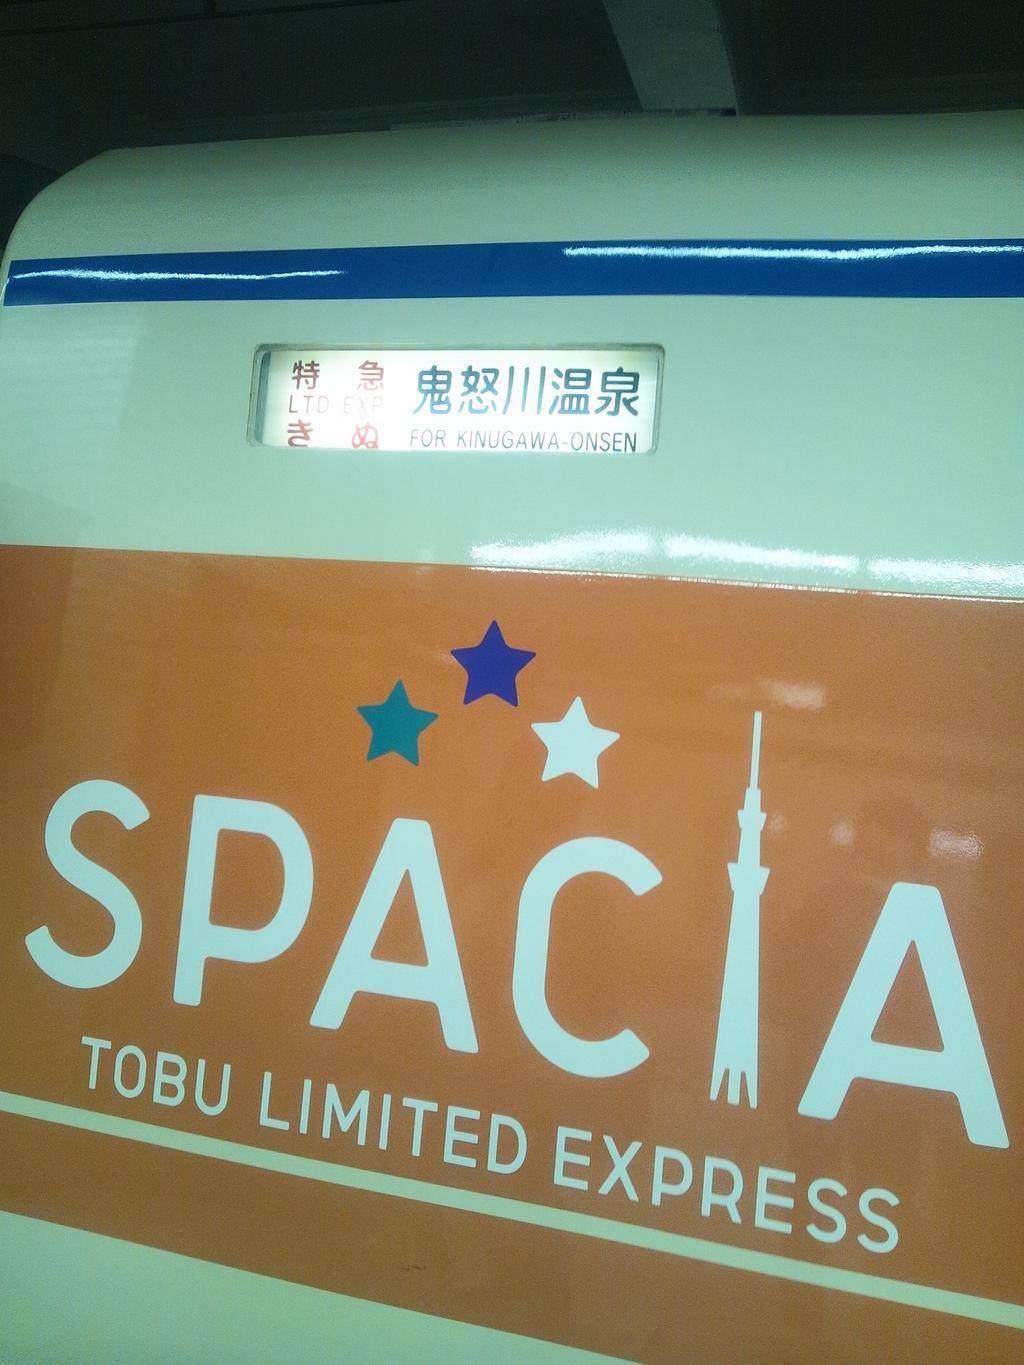 特急 鬼怒川温泉
LTD EXP
きぬ FOR KINUGAWA-ONSEN
SPACIA
TOBU LIMITED EXPRESS